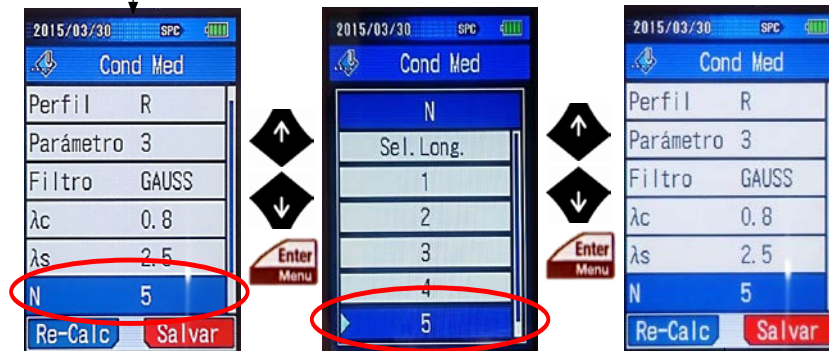 2015/03/30 SPC
Cond Med
Perfil R
Parámetro 3
Filtro GAUSS
λc 0.8
λs 2.5
N 5
Re-Calc Salvar
Enter
Menu
2015/03/30 SPC
Cond Med
N
Sel.Long.
1
2
3
4
5
Enter
Menu
2015/03/30 SPC
Cond Med
Perfil R
Parámetro 3
Filtro GAUSS
λc 0.8
λs 2.5
N 5
Re-Calc Salvar